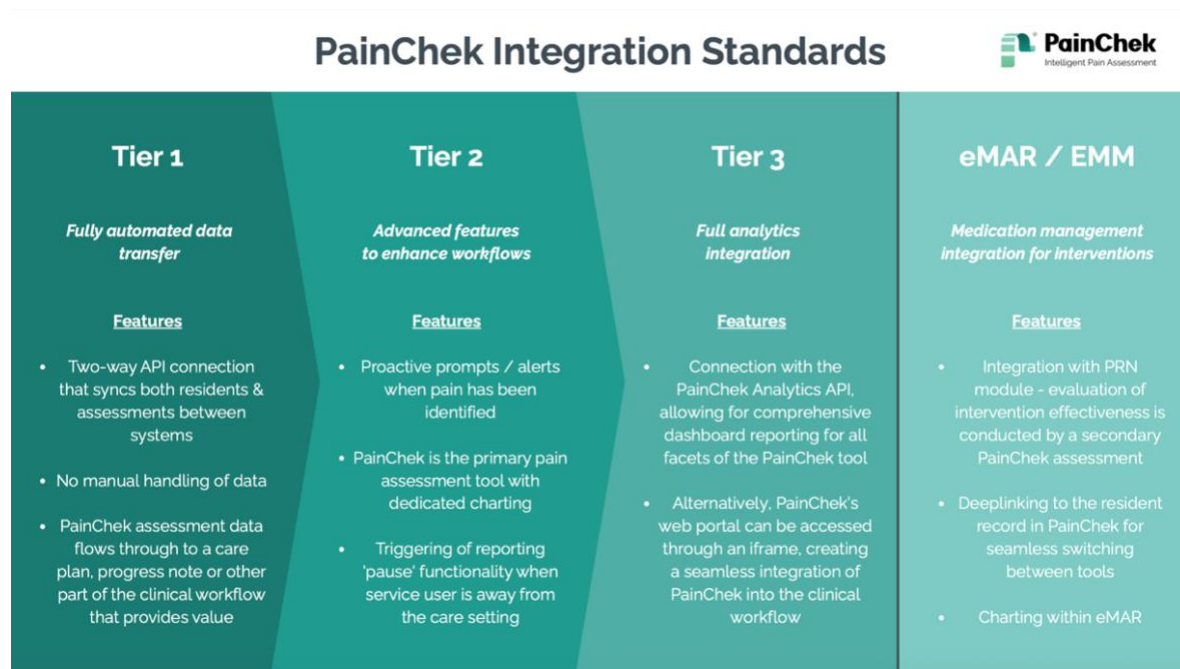 PainChek Integration Standards
PainChek
Intelligent Pain Assessment
Tier 1
Fully automated data
transfer
Features
• Two-way API connection
that syncs both residents &
assessments between
systems
• No manual handling of data
• PainChek assessment data
flows through to a care
plan, progress note or other
part of the clinical workflow
that provides value
Tier 2
Advanced features
to enhance workflows
Features
• Proactive prompts / alerts
when pain has been
identified
• PainChek is the primary pain
assessment tool with
dedicated charting
• Triggering of reporting
'pause' functionality when
service user is away from
the care setting
Tier 3
Full analytics
integration
Features
• Connection with the
PainChek Analytics API,
allowing for comprehensive
dashboard reporting for all
facets of the PainChek tool
• Alternatively, PainChek's
web portal can be accessed
through an iframe, creating
a seamless integration of
PainChek into the clinical
workflow
eMAR / EMM
Medication management
integration for interventions
Features
• Integration with PRN
module - evaluation of
intervention effectiveness is
conducted by a secondary
PainChek assessment
• Deeplinking to the resident
record in PainChek for
seamless switching
between tools
• Charting within eMAR